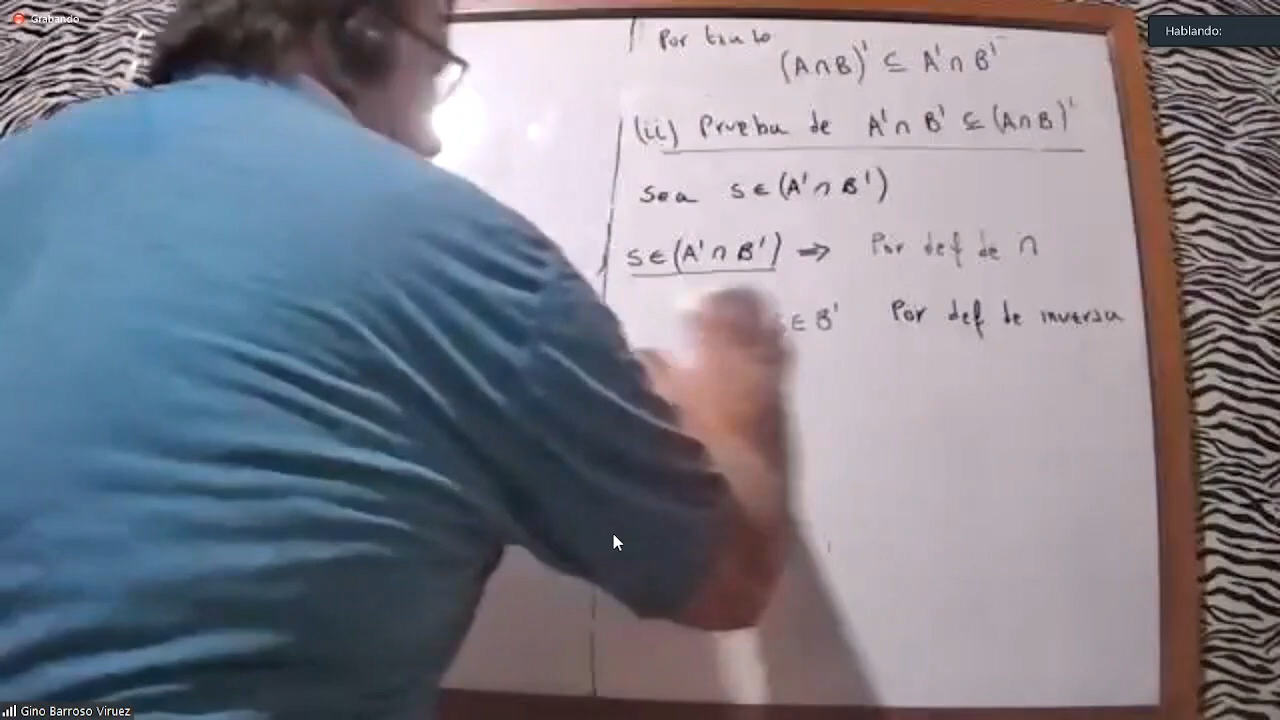 Grabando
Hablando:
Por tanto
(A∩B)' ⊆ A'∩ B'
(ii) Prueba de A'∩ B' ⊆ (A∩B)'
Sea s ∈ (A'∩ B')
s ∈ (A'∩ B') ⇒ Por def de ∩
s ∈ B' Por def de inversa
Gino Barroso Viruez